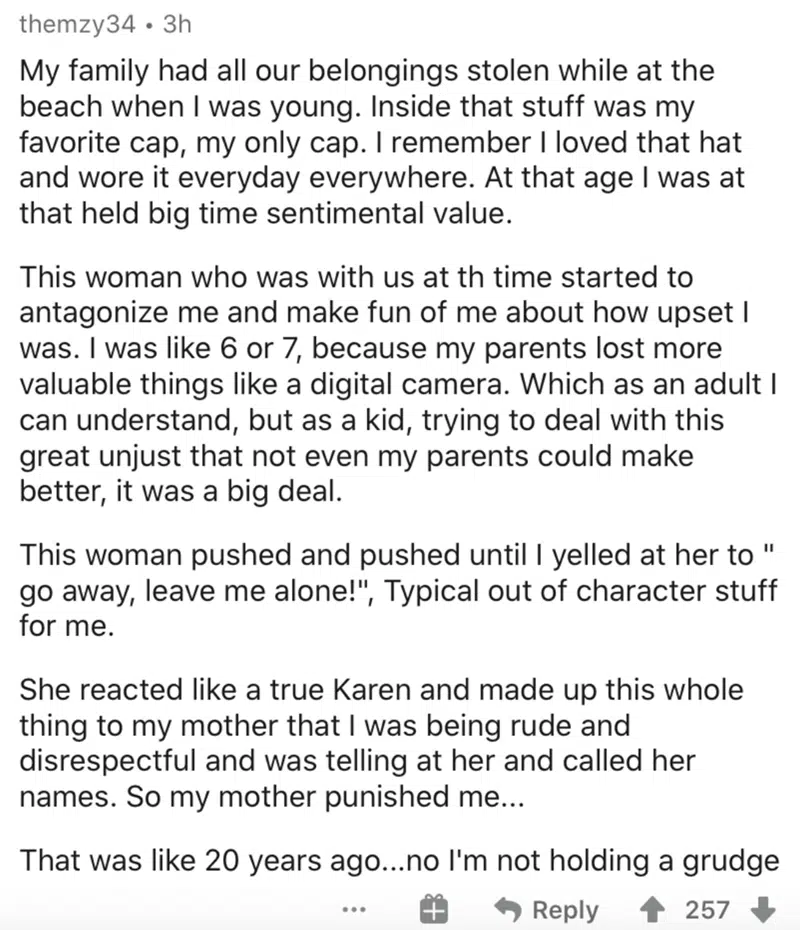 themzy34 • 3h
My family had all our belongings stolen while at the
beach when I was young. Inside that stuff was my
favorite cap, my only cap. I remember I loved that hat
and wore it everyday everywhere. At that age I was at
that held big time sentimental value.
This woman who was with us at th time started to
antagonize me and make fun of me about how upset I
was. I was like 6 or 7, because my parents lost more
valuable things like a digital camera. Which as an adult I
can understand, but as a kid, trying to deal with this
great unjust that not even my parents could make
better, it was a big deal.
This woman pushed and pushed until I yelled at her to "
go away, leave me alone!", Typical out of character stuff
for me.
She reacted like a true Karen and made up this whole
thing to my mother that I was being rude and
disrespectful and was telling at her and called her
names. So my mother punished me...
That was like 20 years ago...no I'm not holding a grudge
... Reply 257